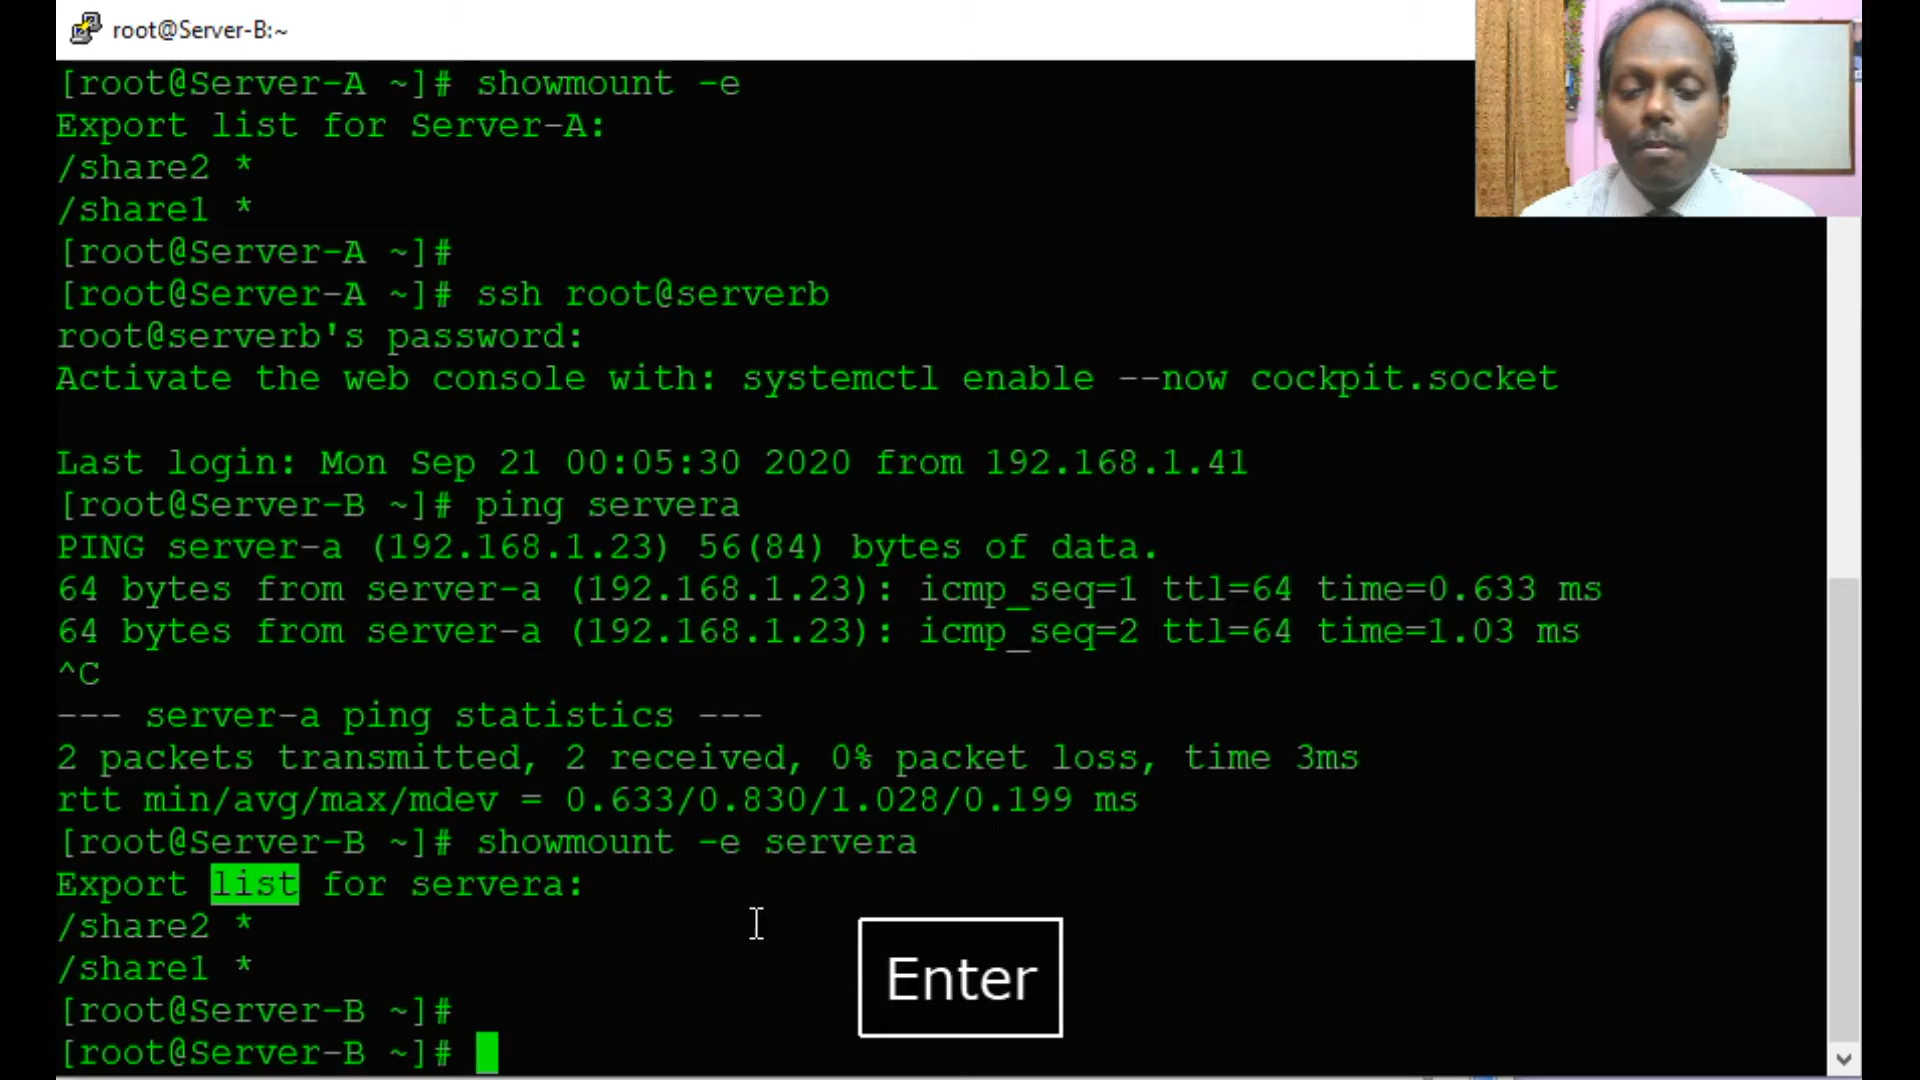 root@Server-B:~
[root@Server-A ~]# showmount -e
Export list for Server-A:
/share2 *
/share1 *
[root@Server-A ~]#
[root@Server-A ~]# ssh root@serverb
root@serverb's password:
Activate the web console with: systemctl enable --now cockpit.socket
Last login: Mon Sep 21 00:05:30 2020 from 192.168.1.41
[root@Server-B ~]# ping servera
PING server-a (192.168.1.23) 56(84) bytes of data.
64 bytes from server-a (192.168.1.23): icmp_seq=1 ttl=64 time=0.633 ms
64 bytes from server-a (192.168.1.23): icmp_seq=2 ttl=64 time=1.03 ms
^C
--- server-a ping statistics ---
2 packets transmitted, 2 received, 0% packet loss, time 3ms
rtt min/avg/max/mdev = 0.633/0.830/1.028/0.199 ms
[root@Server-B ~]# showmount -e servera
Export list for servera:
/share2 *
/share1 *
[root@Server-B ~]#
[root@Server-B ~]#
Enter